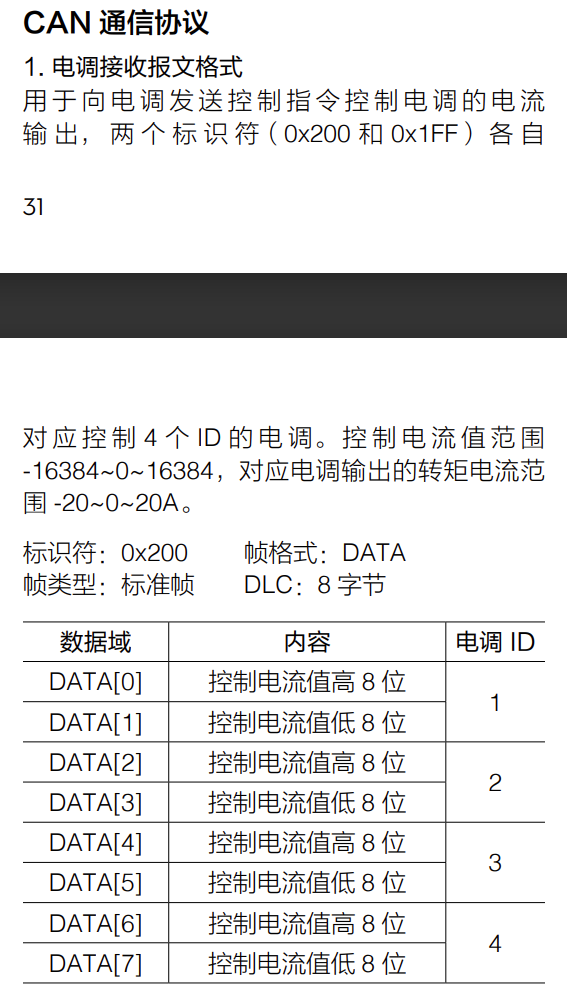 CAN 通信协议
1. 电调接收报文格式
用于向电调发送控制指令控制电调的电流
输出，两个标识符（0x200 和 0x1FF）各自
31
对应控制 4 个 ID 的电调。控制电流值范围
-16384~0~16384，对应电调输出的转矩电流范
围 -20~0~20A。
标识符：0x200 帧格式：DATA
帧类型：标准帧 DLC：8 字节
数据域 内容 电调 ID
DATA[0] 控制电流值高 8 位
1
DATA[1] 控制电流值低 8 位
DATA[2] 控制电流值高 8 位
2
DATA[3] 控制电流值低 8 位
DATA[4] 控制电流值高 8 位
3
DATA[5] 控制电流值低 8 位
DATA[6] 控制电流值高 8 位
4
DATA[7] 控制电流值低 8 位